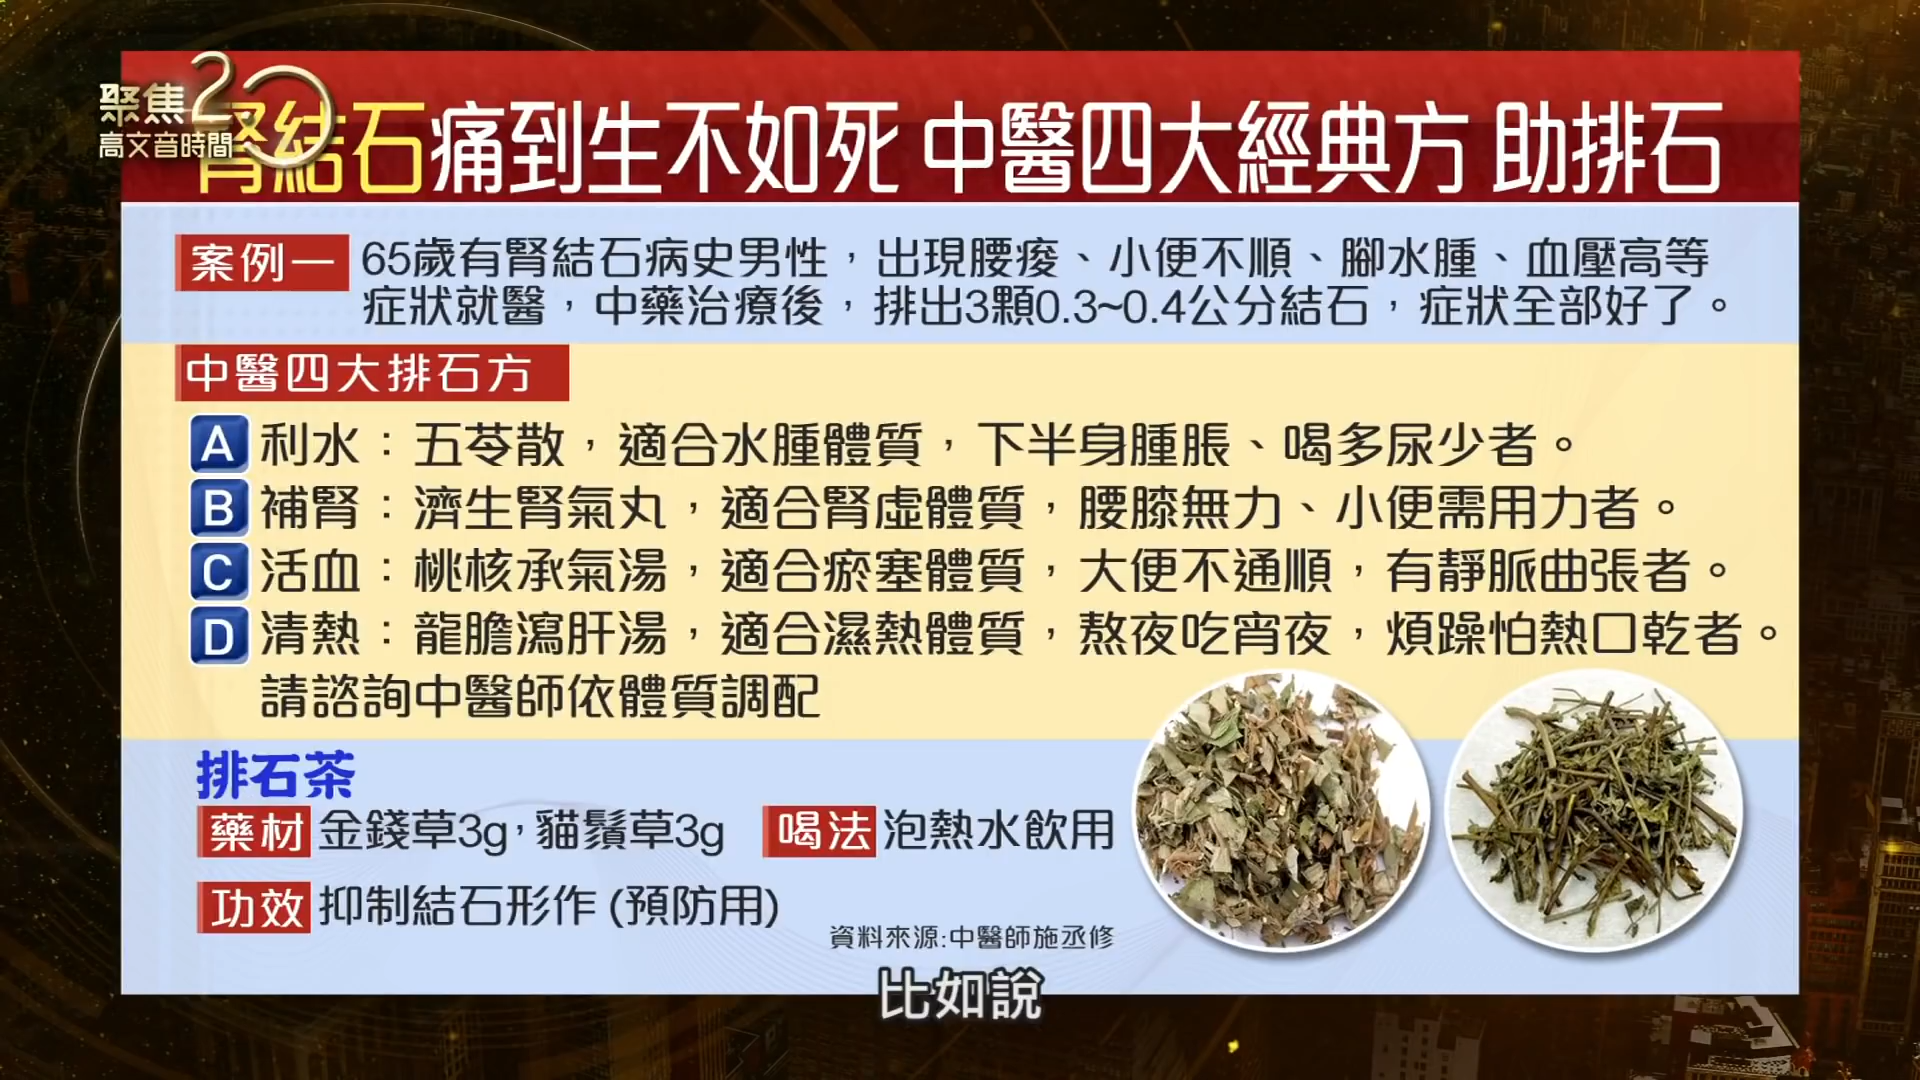 聚焦2.0
高文音時間
腎結石痛到生不如死 中醫四大經典方 助排石
案例一 65歲有腎結石病史男性，出現腰痠、小便不順、腳水腫、血壓高等
症狀就醫，中藥治療後，排出3顆0.3~0.4公分結石，症狀全部好了。
中醫四大排石方
A 利水：五苓散，適合水腫體質，下半身腫脹、喝多尿少者。
B 補腎：濟生腎氣丸，適合腎虛體質，腰膝無力、小便需用力者。
C 活血：桃核承氣湯，適合瘀塞體質，大便不通順，有靜脈曲張者。
D 清熱：龍膽瀉肝湯，適合濕熱體質，熬夜吃宵夜，煩躁怕熱口乾者。
請諮詢中醫師依體質調配
排石茶
藥材 金錢草3g，貓鬚草3g 喝法 泡熱水飲用
功效 抑制結石形作 (預防用)
資料來源:中醫師施丞修
比如說